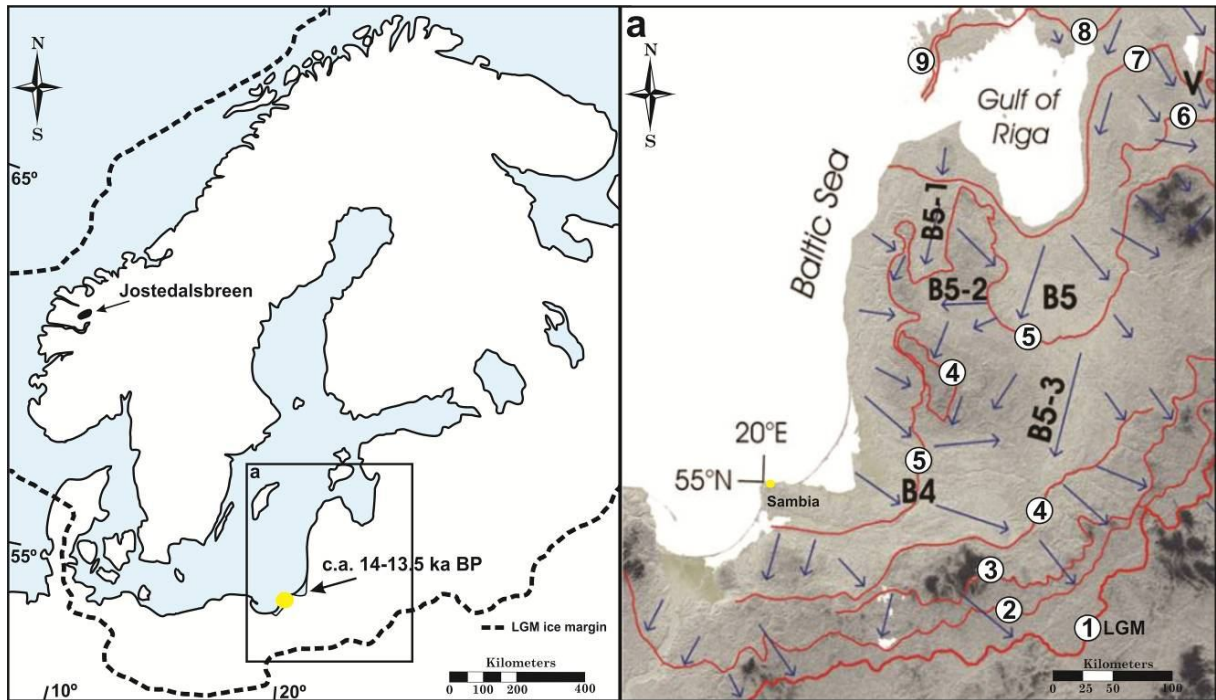 N
S
65º
Jostedalsbreen
a
55º
c.a. 14-13.5 ka BP
LGM ice margin
Kilometers
0 100 200 400
/10º
\20º
a
N
S
9
8
7
V
6
Gulf of
Riga
Baltic Sea
B5-1
B5-2
B5
5
4
B5-3
20°E
55°N
Sambia
5
B4
4
3
2
1 LGM
Kilometers
0 25 50 100